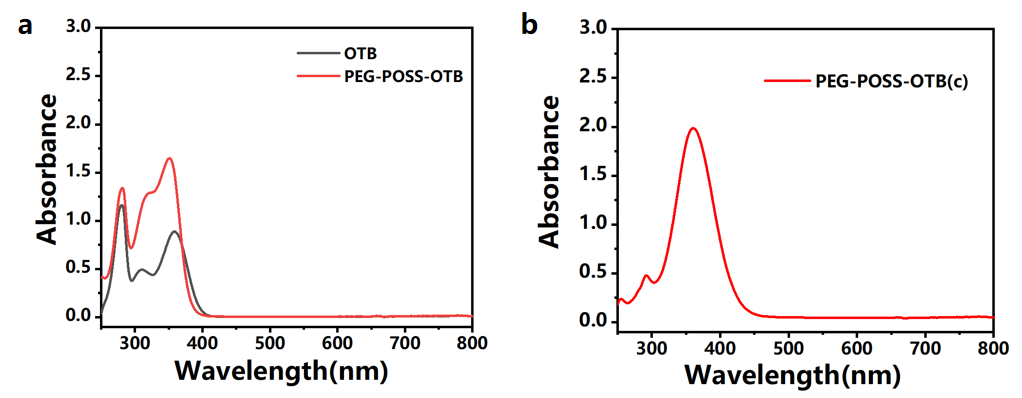 a
3.0
2.5
2.0
1.5
1.0
0.5
0.0
Absorbance
OTB
PEG-POSS-OTB
300 400 500 600 700 800
Wavelength(nm)
b
3.0
2.5
2.0
1.5
1.0
0.5
0.0
Absorbance
PEG-POSS-OTB(c)
300 400 500 600 700 800
Wavelength(nm)